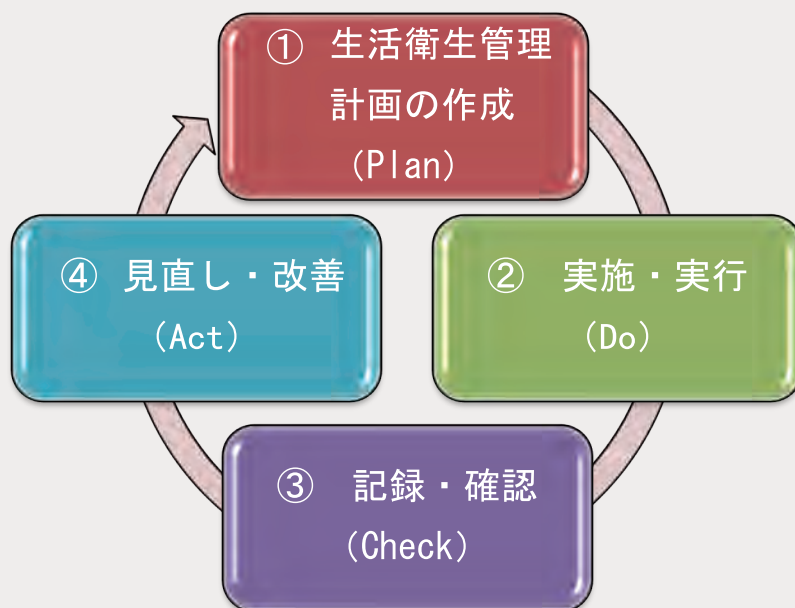 ① 生活衛生管理
計画の作成
(Plan)
② 実施・実行
(Do)
③ 記録・確認
(Check)
④ 見直し・改善
(Act)